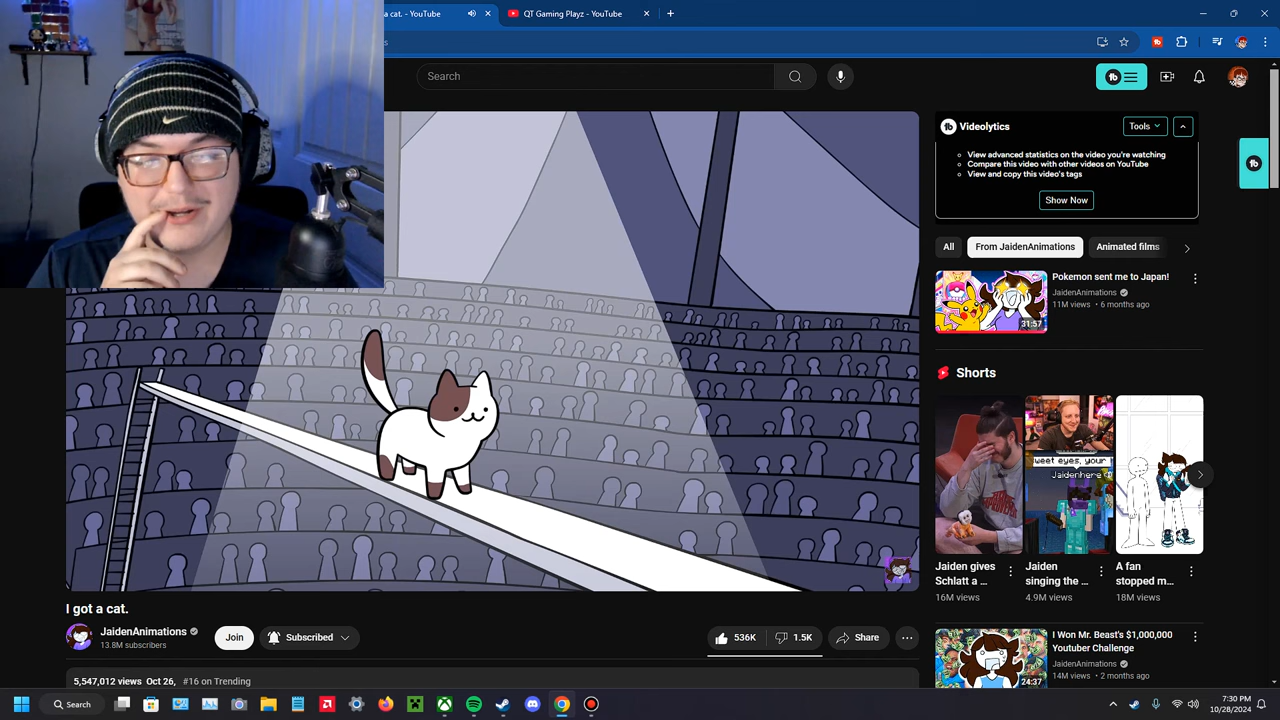 a cat. - YouTube
QT Gaming Playz - YouTube
Search
Videolytics
Tools
View advanced statistics on the video you're watching
Compare this video with other videos on YouTube
View and copy this video's tags
Show Now
All
From JaidenAnimations
Animated films
Pokemon sent me to Japan!
JaidenAnimations
11M views • 6 months ago
31:57
Shorts
Jaidenhere
Jaiden gives
Schlatt a ...
16M views
Jaiden
singing the ...
4.9M views
A fan
stopped m...
18M views
I got a cat.
JaidenAnimations
13.8M subscribers
Join
Subscribed
536K
1.5K
Share
I Won Mr. Beast's $1,000,000
Youtuber Challenge
JaidenAnimations
14M views • 2 months ago
24:37
5,547,012 views Oct 26, #16 on Trending
Search
7:30 PM
10/28/2024